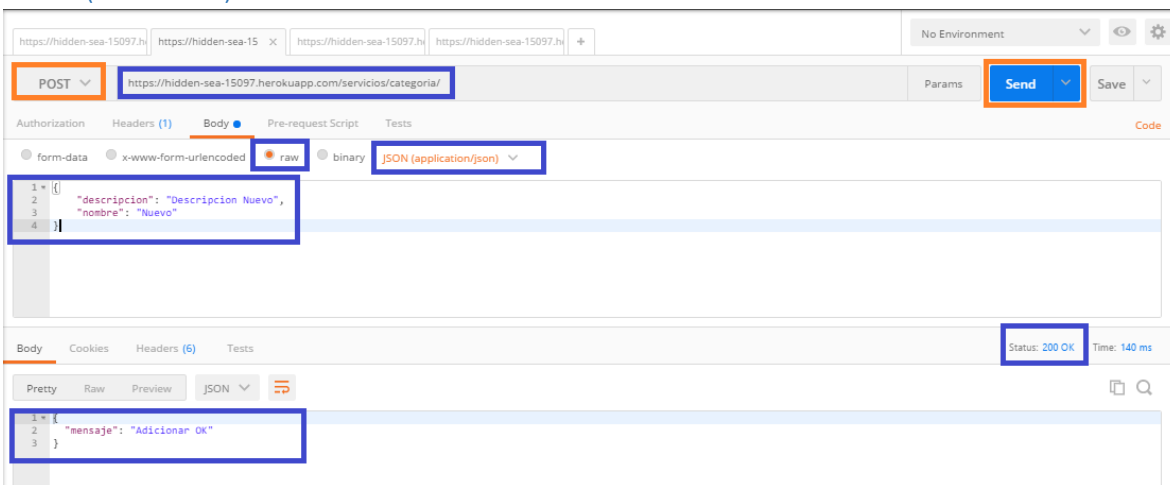 https://hidden-sea-15097.h https://hidden-sea-15 × https://hidden-sea-15097.h https://hidden-sea-15097.h +
No Environment
POST https://hidden-sea-15097.herokuapp.com/servicios/categoria/ Params Send Save
Authorization Headers (1) Body Pre-request Script Tests Code
form-data x-www-form-urlencoded raw binary JSON (application/json)
1 {
2 "descripcion": "Descripcion Nuevo",
3 "nombre": "Nuevo"
4 }
Body Cookies Headers (6) Tests Status: 200 OK Time: 140 ms
Pretty Raw Preview JSON
1 {
2 "mensaje": "Adicionar OK"
3 }